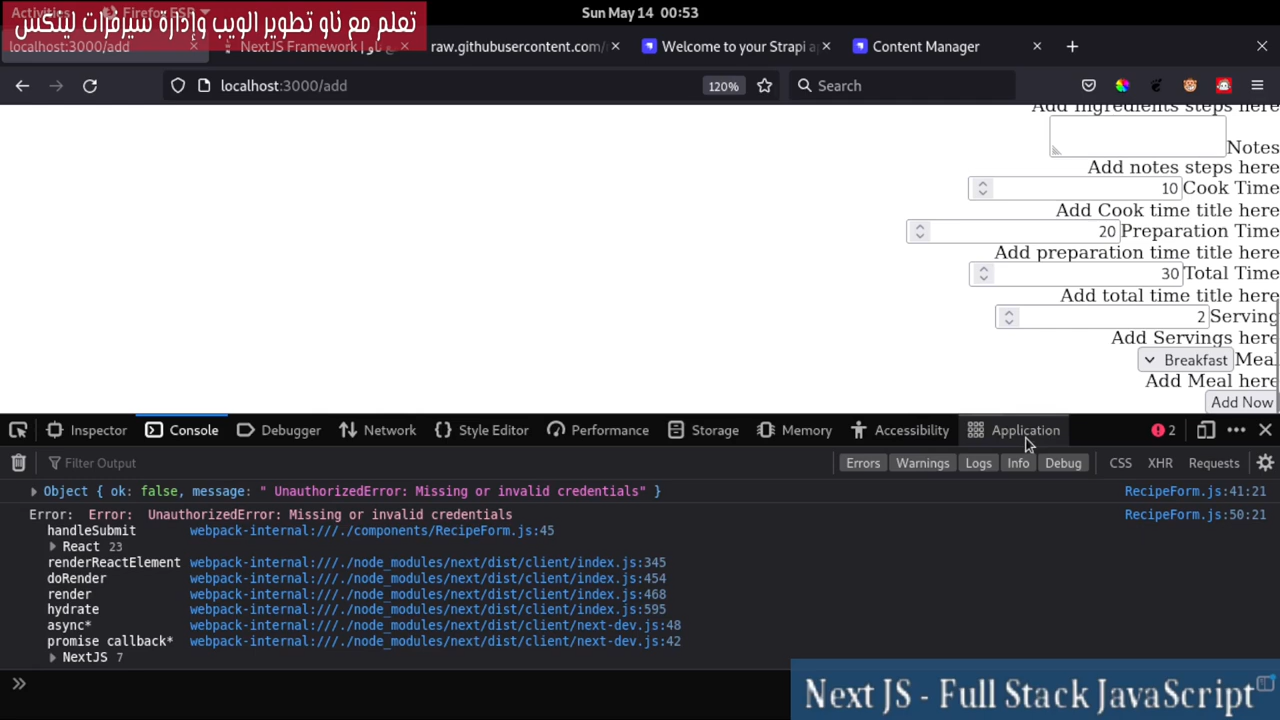 Activities
Firefox ESR
Sun May 14 00:53
تعلم مع ناو تطوير الويب وإدارة سيرفرات لينكس
localhost:3000/add
NextJS Framework |
raw.githubusercontent.com/
Welcome to your Strapi a
Content Manager
localhost:3000/add
120%
Search
Add ingredients steps here
Notes
Add notes steps here
10 Cook Time
Add Cook time title here
20 Preparation Time
Add preparation time title here
30 Total Time
Add total time title here
2 Serving
Add Servings here
Breakfast Meal
Add Meal here
Add Now
Inspector Console Debugger Network Style Editor Performance Storage Memory Accessibility Application 2
Filter Output Errors Warnings Logs Info Debug CSS XHR Requests
Object { ok: false, message: " UnauthorizedError: Missing or invalid credentials" } RecipeForm.js:41:21
Error: Error: UnauthorizedError: Missing or invalid credentials RecipeForm.js:50:21
handleSubmit webpack-internal:///./components/RecipeForm.js:45
React 23
renderReactElement webpack-internal:///./node_modules/next/dist/client/index.js:345
doRender webpack-internal:///./node_modules/next/dist/client/index.js:454
render webpack-internal:///./node_modules/next/dist/client/index.js:468
hydrate webpack-internal:///./node_modules/next/dist/client/index.js:595
async* webpack-internal:///./node_modules/next/dist/client/next-dev.js:48
promise callback* webpack-internal:///./node_modules/next/dist/client/next-dev.js:42
NextJS 7
Next JS - Full Stack JavaScript